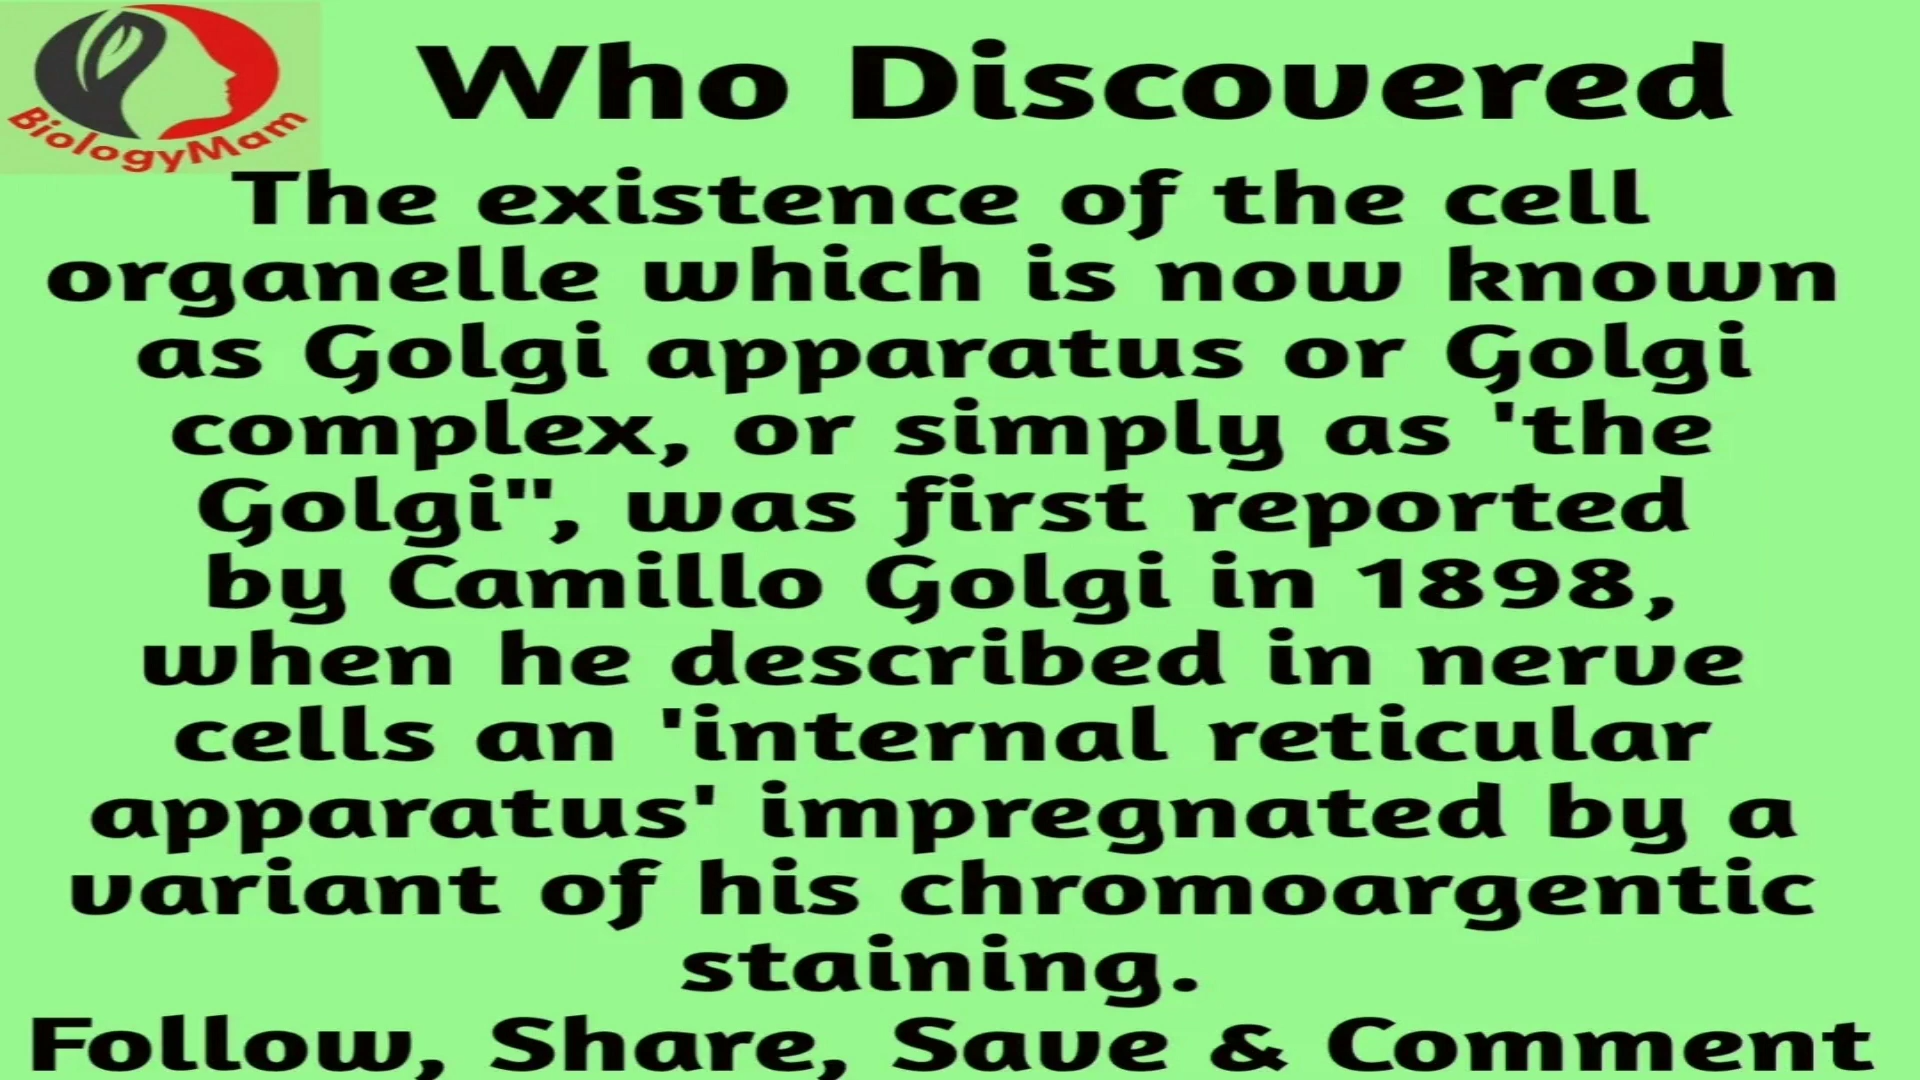 BiologyMam
Who Discovered
The existence of the cell
organelle which is now known
as Golgi apparatus or Golgi
complex, or simply as 'the
Golgi", was first reported
by Camillo Golgi in 1898,
when he described in nerve
cells an 'internal reticular
apparatus' impregnated by a
variant of his chromoargentic
staining.
Follow, Share, Save & Comment